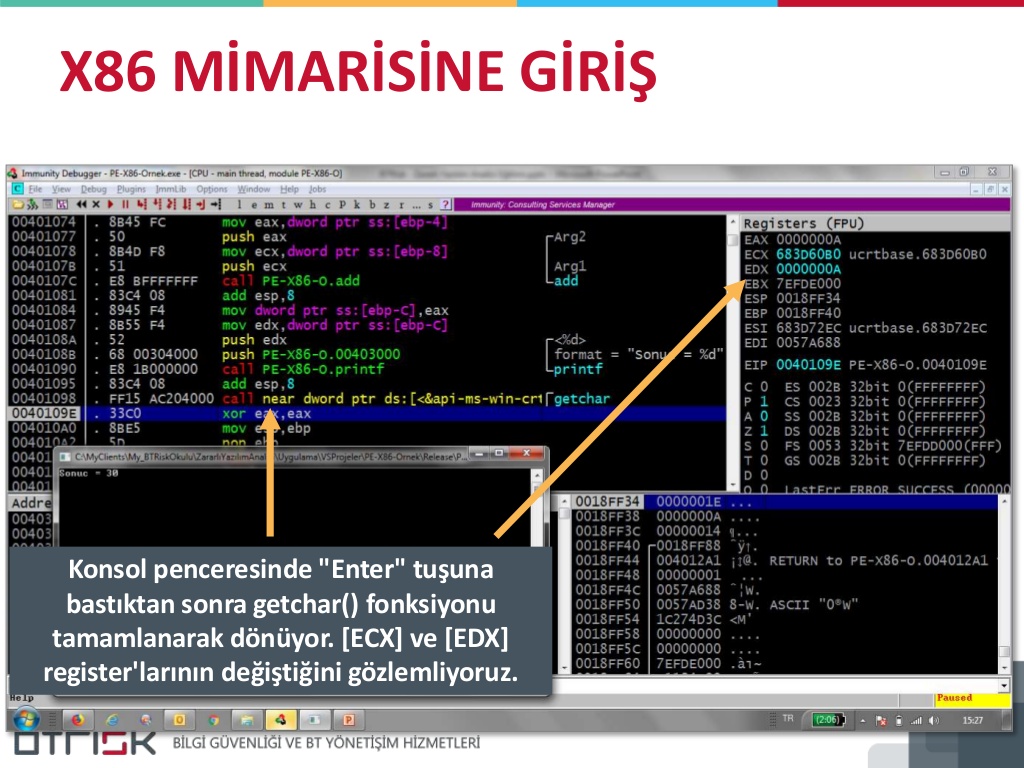 X86 MİMARİSİNE GİRİŞ
Immunity Debugger - PE-X86-Ornek.exe - [CPU - main thread, module PE-X86-O]
File View Debug Plugins ImmLib Options Window Help Jobs
l e m t w h c P k b z r ... s ?
Immunity: Consulting Services Manager
00401074 . 8B45 FC mov eax,dword ptr ss:[ebp-4]
00401077 . 50 push eax Arg2
00401078 . 8B4D F8 mov ecx,dword ptr ss:[ebp-8]
0040107B . 51 push ecx Arg1
0040107C . E8 BFFFFFFF call PE-X86-O.add add
00401081 . 83C4 08 add esp,8
00401084 . 8945 F4 mov dword ptr ss:[ebp-C],eax
00401087 . 8B55 F4 mov edx,dword ptr ss:[ebp-C]
0040108A . 52 push edx <%d>
0040108B . 68 00304000 push PE-X86-O.00403000 format = "Sonuc = %d"
00401090 . E8 1B000000 call PE-X86-O.printf printf
00401095 . 83C4 08 add esp,8
00401098 . FF15 AC204000 call near dword ptr ds:[<&api-ms-win-crt getchar
0040109E . 33C0 xor eax,eax
004010A0 . 8BE5 mov esp,ebp
004010A2 . 5D pop ebp
Registers (FPU)
EAX 0000000A
ECX 683D60B0 ucrtbase.683D60B0
EDX 0000000A
EBX 7EFDE000
ESP 0018FF34
EBP 0018FF40
ESI 683D72EC ucrtbase.683D72EC
EDI 0057A688
EIP 0040109E PE-X86-O.0040109E
C 0 ES 002B 32bit 0(FFFFFFFF)
P 1 CS 0023 32bit 0(FFFFFFFF)
A 0 SS 002B 32bit 0(FFFFFFFF)
Z 1 DS 002B 32bit 0(FFFFFFFF)
S 0 FS 0053 32bit 7EFDD000(FFF)
T 0 GS 002B 32bit 0(FFFFFFFF)
D 0
O 0 LastErr ERROR_SUCCESS (00000
C:\MyClients\My_BTRiskOkulu\ZararlıYazılımAnaliz\Uygulama\VSProjeler\PE-X86-Ornek\Release\P...
Sonuc = 30
Addre
0018FF34 0000001E ....
0018FF38 0000000A ....
0018FF3C 00000014 ¶...
0018FF40 0018FF88
0018FF44 004012A1 RETURN to PE-X86-O.004012A1
0018FF48 00000001
0018FF4C 0057A688
0018FF50 0057AD38 8-W. ASCII "0®W"
0018FF54 1C274D3C <M'
0018FF58 00000000 ....
0018FF5C 00000000 ....
0018FF60 7EFDE000
Konsol penceresinde "Enter" tuşuna
bastıktan sonra getchar() fonksiyonu
tamamlanarak dönüyor. [ECX] ve [EDX]
register'larının değiştiğini gözlemliyoruz.
Help
Paused
TR (2:06) 15:27
BTRISK BİLGİ GÜVENLİĞİ VE BT YÖNETİŞİM HİZMETLERİ